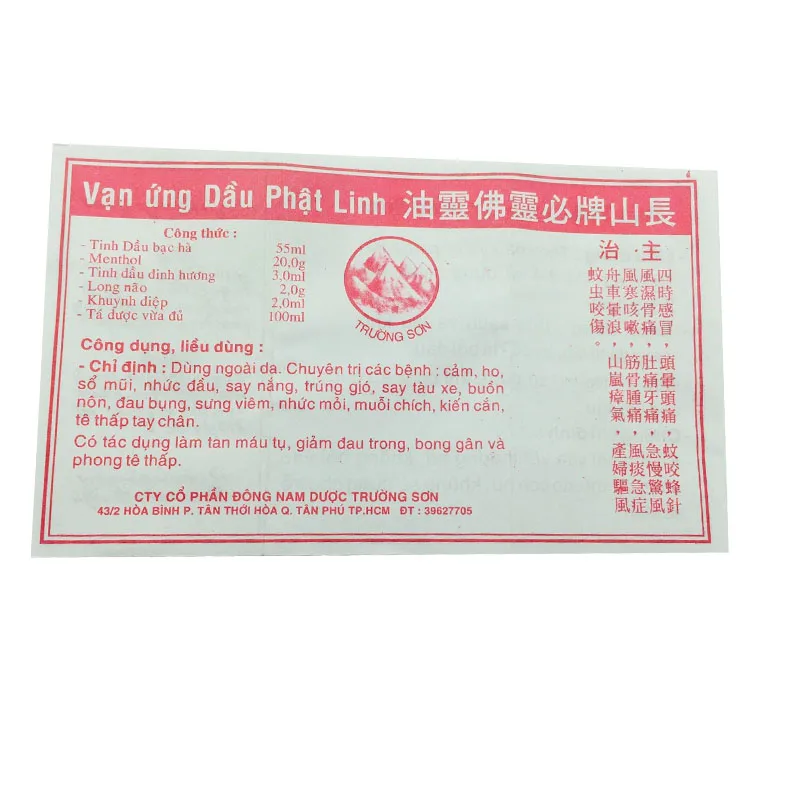 Vạn ứng Dầu Phật Linh 長山牌必靈佛靈油
Công thức :
- Tinh Dầu bạc hà 55ml
- Menthol 20,0g
- Tinh dầu đinh hương 3,0ml
- Long não 2,0g
- Khuynh diệp 2,0ml
- Tá dược vừa đủ 100ml
TRƯỜNG SƠN
Công dụng, liều dùng :
- Chỉ định : Dùng ngoài da. Chuyên trị các bệnh : cảm, ho,
sổ mũi, nhức đầu, say nắng, trúng gió, say tàu xe, buồn
nôn, đau bụng, sưng viêm, nhức mỏi, muỗi chích, kiến cắn,
tê thấp tay chân.
Có tác dụng làm tan máu tụ, giảm đau trong, bong gân và
phong tê thấp.
CTY CỔ PHẦN ĐÔNG NAM DƯỢC TRƯỜNG SƠN
43/2 HÒA BÌNH P. TÂN THỚI HÒA Q. TÂN PHÚ TP.HCM ĐT : 39627705
主·治
四時感冒，頭暈頭痛，蚊咬蜂針
風濕骨痛，肚痛牙痛，急慢驚風
風寒咳嗽，筋骨腫痛，風痰急症
舟車暈浪，山嵐瘴氣，產婦驅風
蚊虫咬傷。